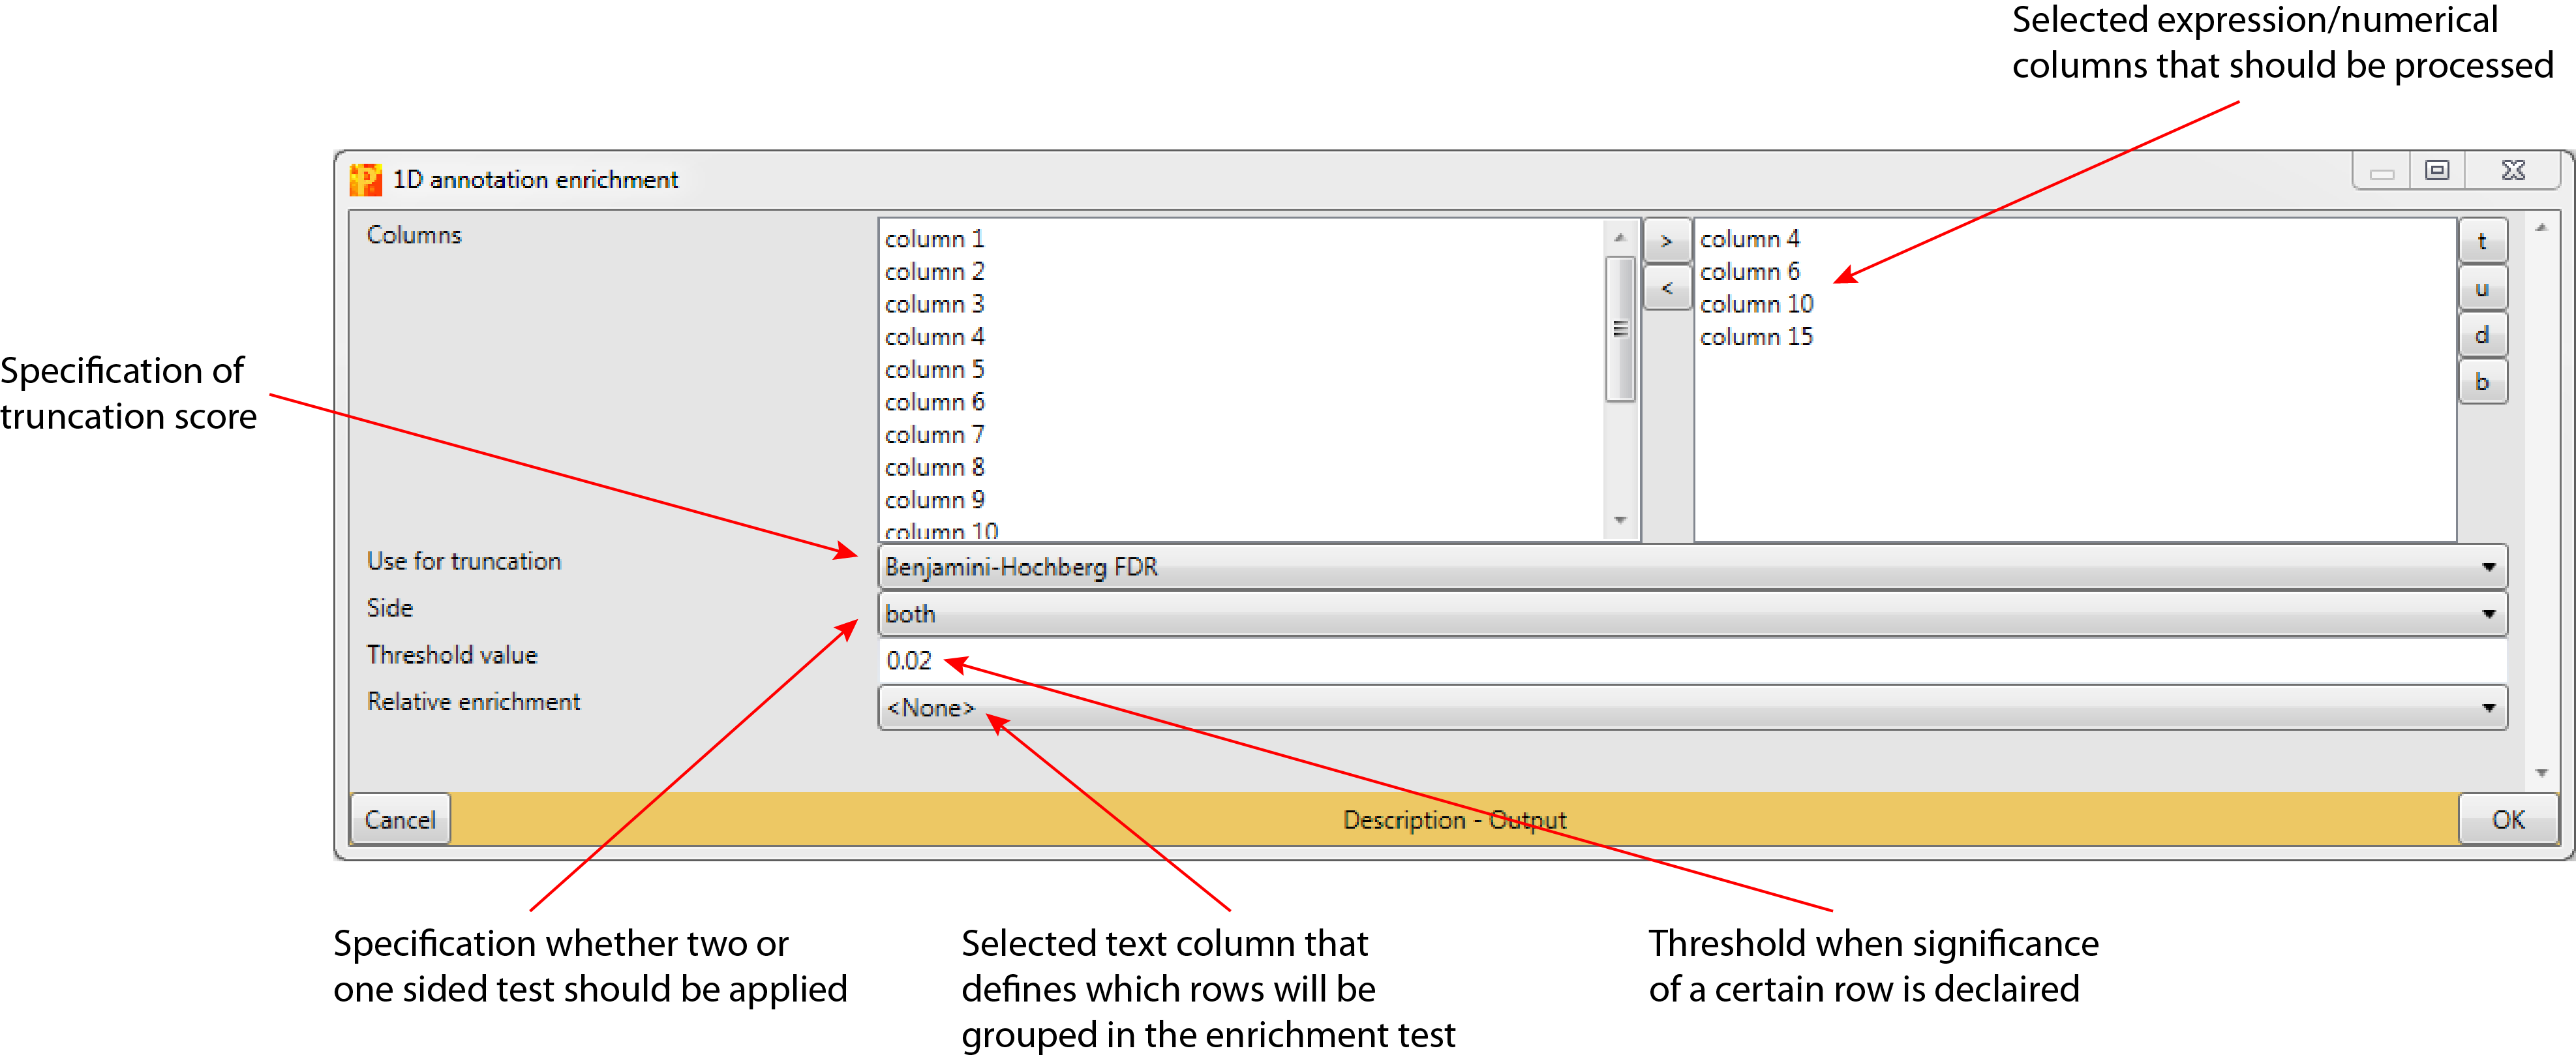 Selected expression/numerical
columns that should be processed
P 1D annotation enrichment
Columns
column 1
column 2
column 3
column 4
column 5
column 6
column 7
column 8
column 9
column 10
>
<
column 4
column 6
column 10
column 15
t
u
d
b
Specification of
truncation score
Use for truncation
Benjamini-Hochberg FDR
Side
both
Threshold value
0.02
Relative enrichment
<None>
Cancel
Description - Output
OK
Specification whether two or
one sided test should be applied
Selected text column that
defines which rows will be
grouped in the enrichment test
Threshold when significance
of a certain row is declaired